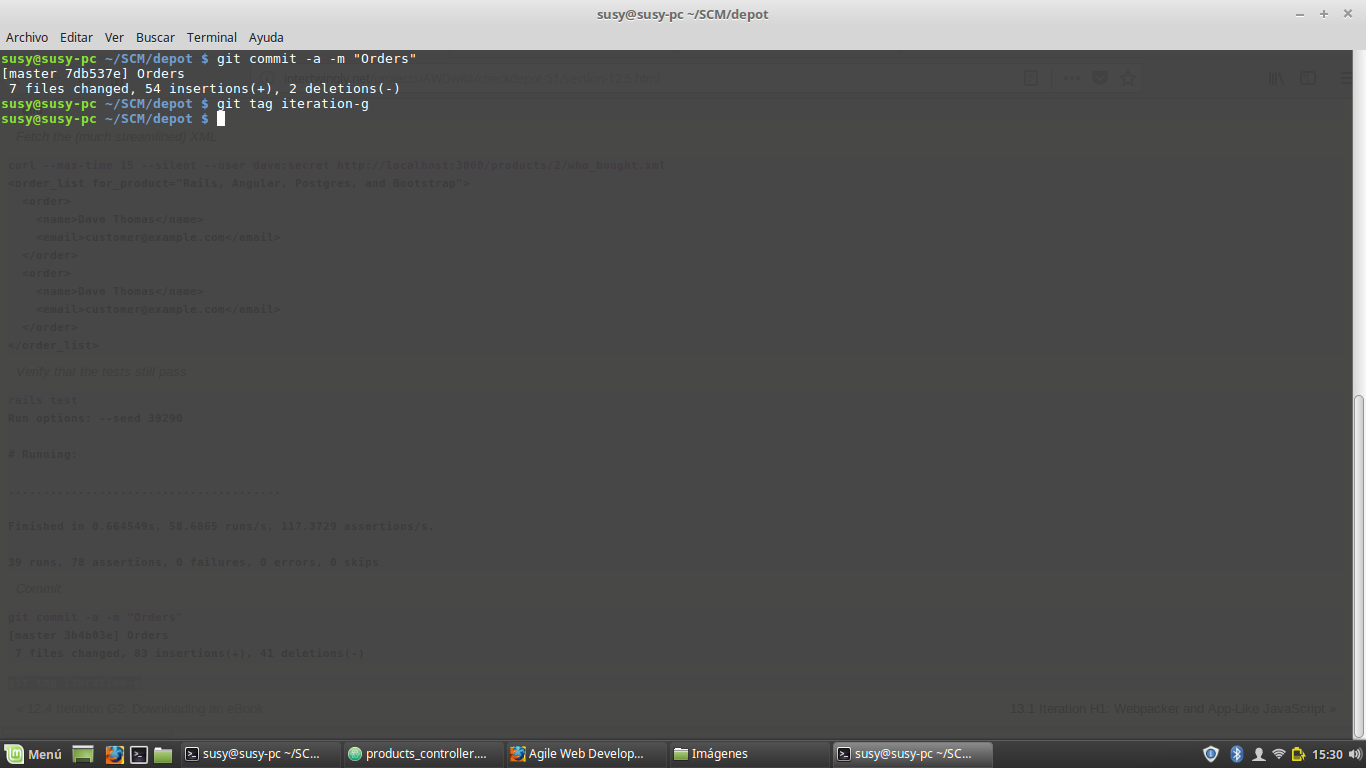 susy@susy-pc ~/SCM/depot
Archivo Editar Ver Buscar Terminal Ayuda
susy@susy-pc ~/SCM/depot $ git commit -a -m "Orders"
[master 7db537e] Orders
 7 files changed, 54 insertions(+), 2 deletions(-)
susy@susy-pc ~/SCM/depot $ git tag iteration-g
susy@susy-pc ~/SCM/depot $
Fetch the (much streamlined) XML
curl --max-time 15 --silent --user dave:secret http://localhost:3000/products/2/who_bought.xml
<order_list for_product="Rails, Angular, Postgres, and Bootstrap">
  <order>
    <name>Dave Thomas</name>
    <email>customer@example.com</email>
  </order>
  <order>
    <name>Dave Thomas</name>
    <email>customer@example.com</email>
  </order>
</order_list>
Verify that the tests still pass
rails test
Run options: --seed 39290
# Running:
.......................................
Finished in 0.664549s, 58.6865 runs/s, 117.3729 assertions/s.
39 runs, 78 assertions, 0 failures, 0 errors, 0 skips
Commit
git commit -a -m "Orders"
[master 3b4b03e] Orders
 7 files changed, 83 insertions(+), 41 deletions(-)
« 12.4 Iteration G2: Downloading an eBook
13.1 Iteration H1: Webpacker and App-Like JavaScript »
Menú
susy@susy-pc ~/SC...
products_controller....
Agile Web Develop...
Imágenes
susy@susy-pc ~/SC...
15:30